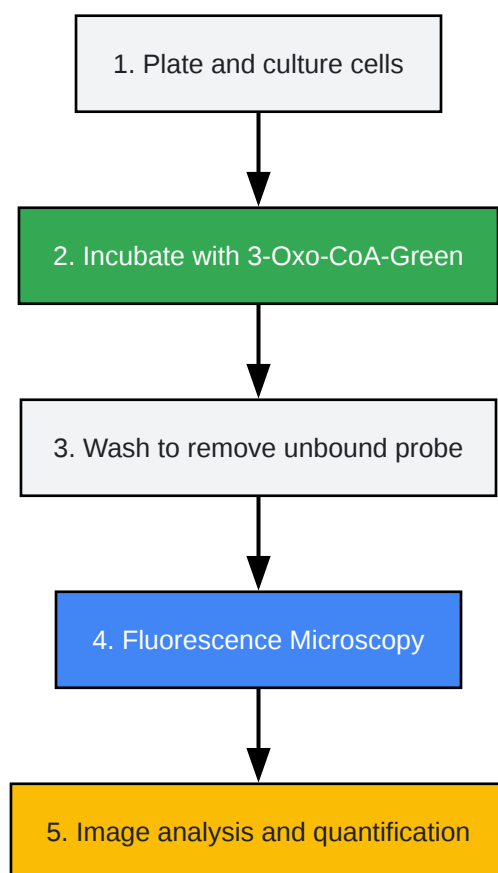 1. Plate and culture cells
2. Incubate with 3-Oxo-CoA-Green
3. Wash to remove unbound probe
4. Fluorescence Microscopy
5. Image analysis and quantification